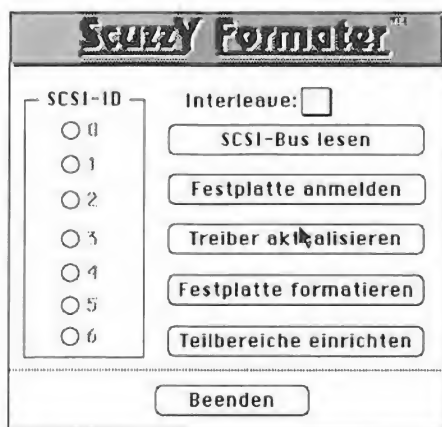 ScuzzY Formater™
SCSI-ID
0
1
2
3
4
5
6
Interleave:
SCSI-Bus lesen
Festplatte anmelden
Treiber aktualisieren
Festplatte formatieren
Teilbereiche einrichten
Beenden